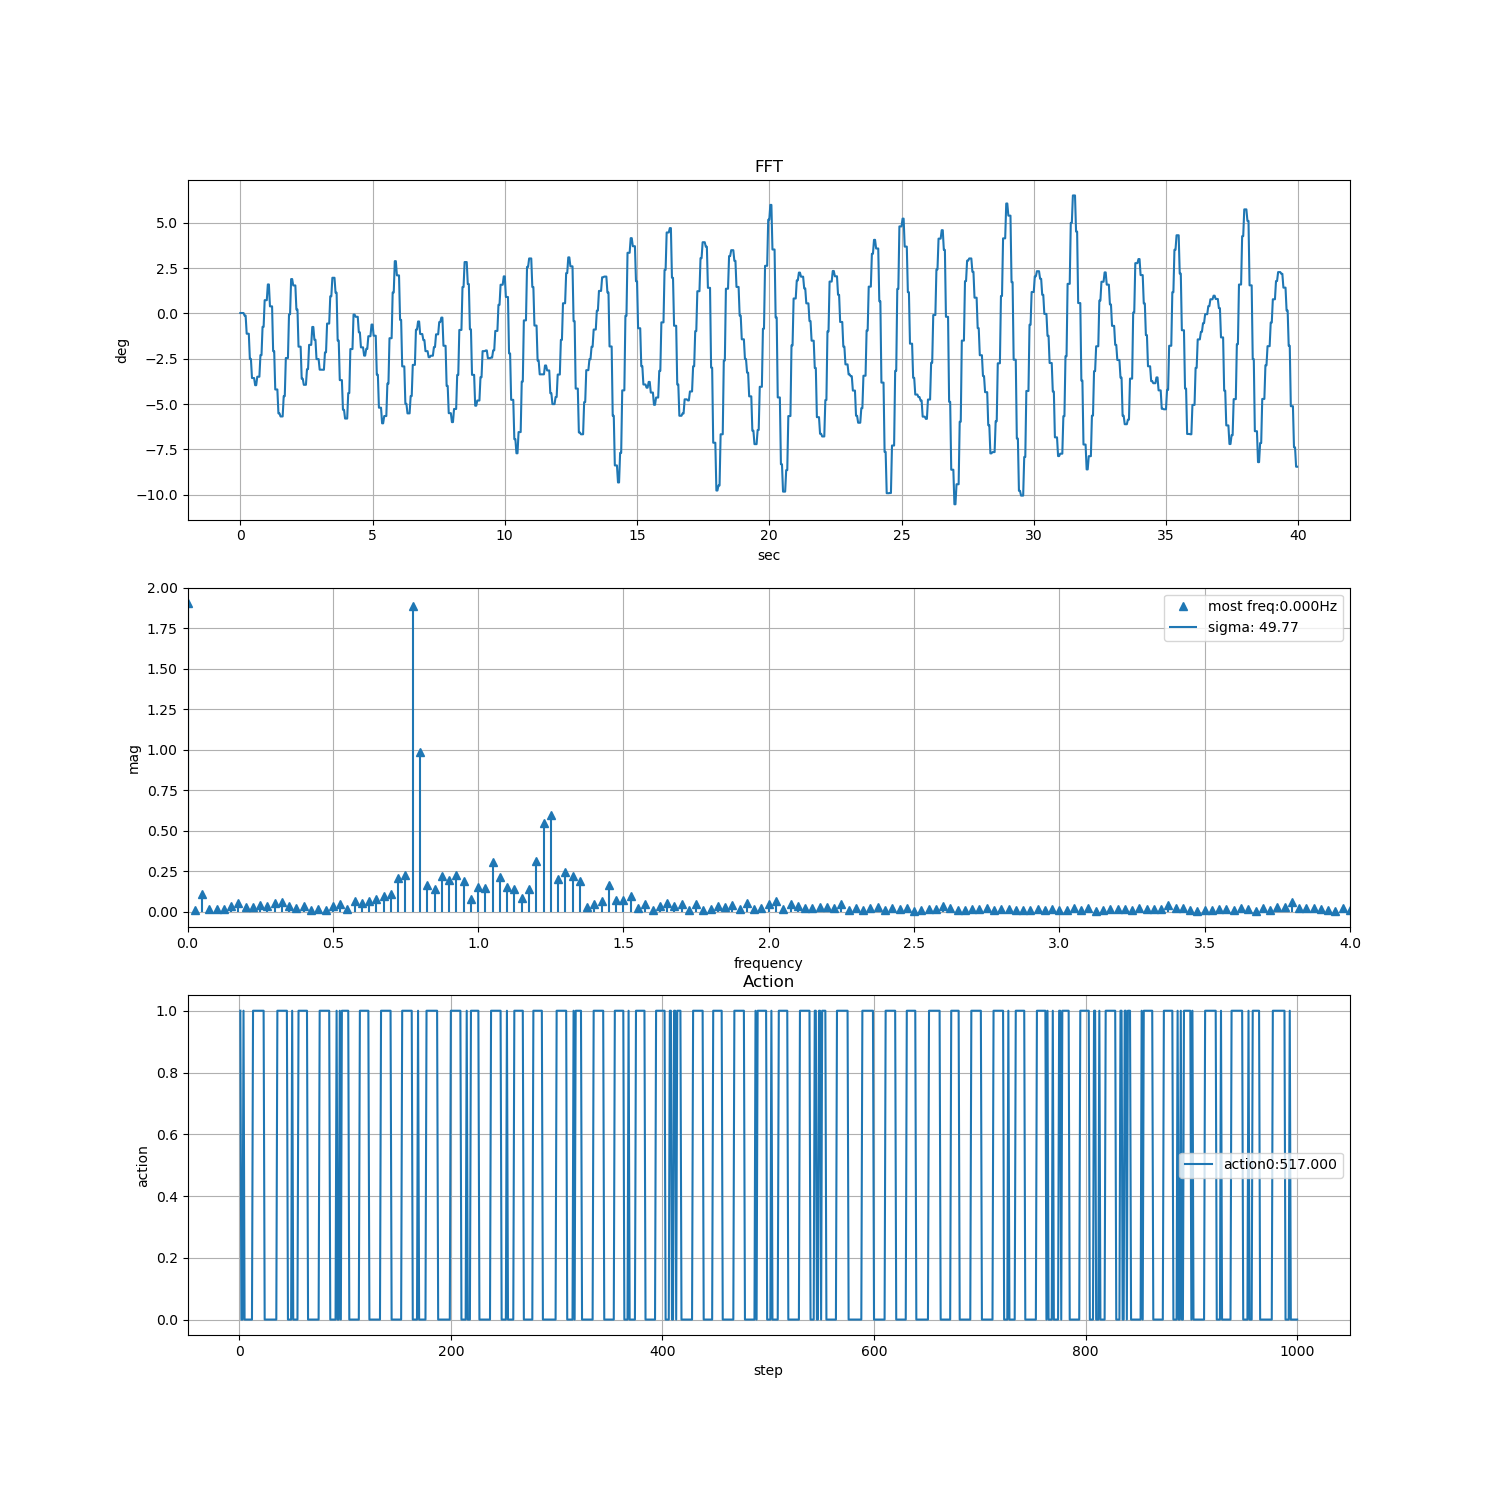 FFT
5.0
2.5
0.0
−2.5
−5.0
−7.5
−10.0
deg
0 5 10 15 20 25 30 35 40
sec
2.00
1.75
1.50
1.25
1.00
0.75
0.50
0.25
0.00
mag
most freq:0.000Hz
sigma: 49.77
0.0 0.5 1.0 1.5 2.0 2.5 3.0 3.5 4.0
frequency
Action
1.0
0.8
0.6
0.4
0.2
0.0
action
action0:517.000
0 200 400 600 800 1000
step